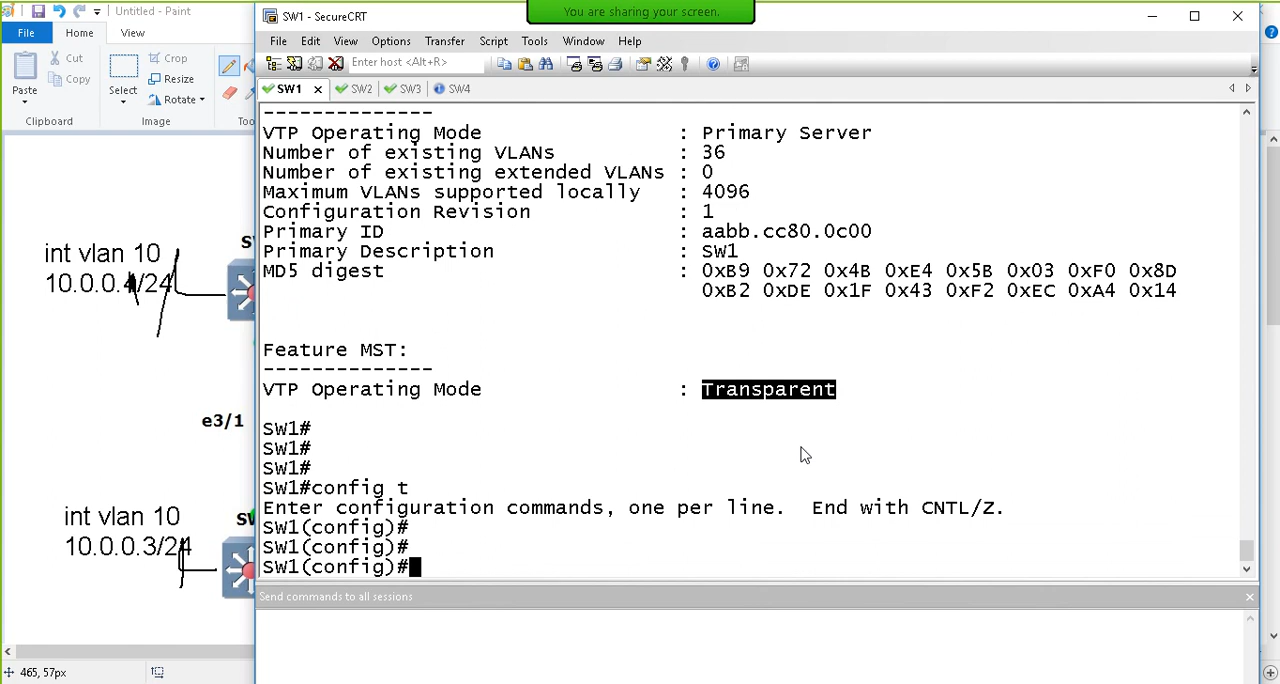 Untitled - Paint
File Home View
Paste
Cut
Copy
Clipboard
Select
Crop
Resize
Rotate
Image
Too
int vlan 10
10.0.0.4/24
e3/1
int vlan 10
10.0.0.3/24
465, 57px
You are sharing your screen.
SW1 - SecureCRT
File Edit View Options Transfer Script Tools Window Help
Enter host <Alt+R>
SW1 SW2 SW3 SW4
--------------
VTP Operating Mode : Primary Server
Number of existing VLANs : 36
Number of existing extended VLANs : 0
Maximum VLANs supported locally : 4096
Configuration Revision : 1
Primary ID : aabb.cc80.0c00
Primary Description : SW1
MD5 digest : 0xB9 0x72 0x4B 0xE4 0x5B 0x03 0xF0 0x8D
0xB2 0xDE 0x1F 0x43 0xF2 0xEC 0xA4 0x14
Feature MST:
--------------
VTP Operating Mode : Transparent
SW1#
SW1#
SW1#
SW1#config t
Enter configuration commands, one per line.  End with CNTL/Z.
SW1(config)#
SW1(config)#
SW1(config)#
Send commands to all sessions